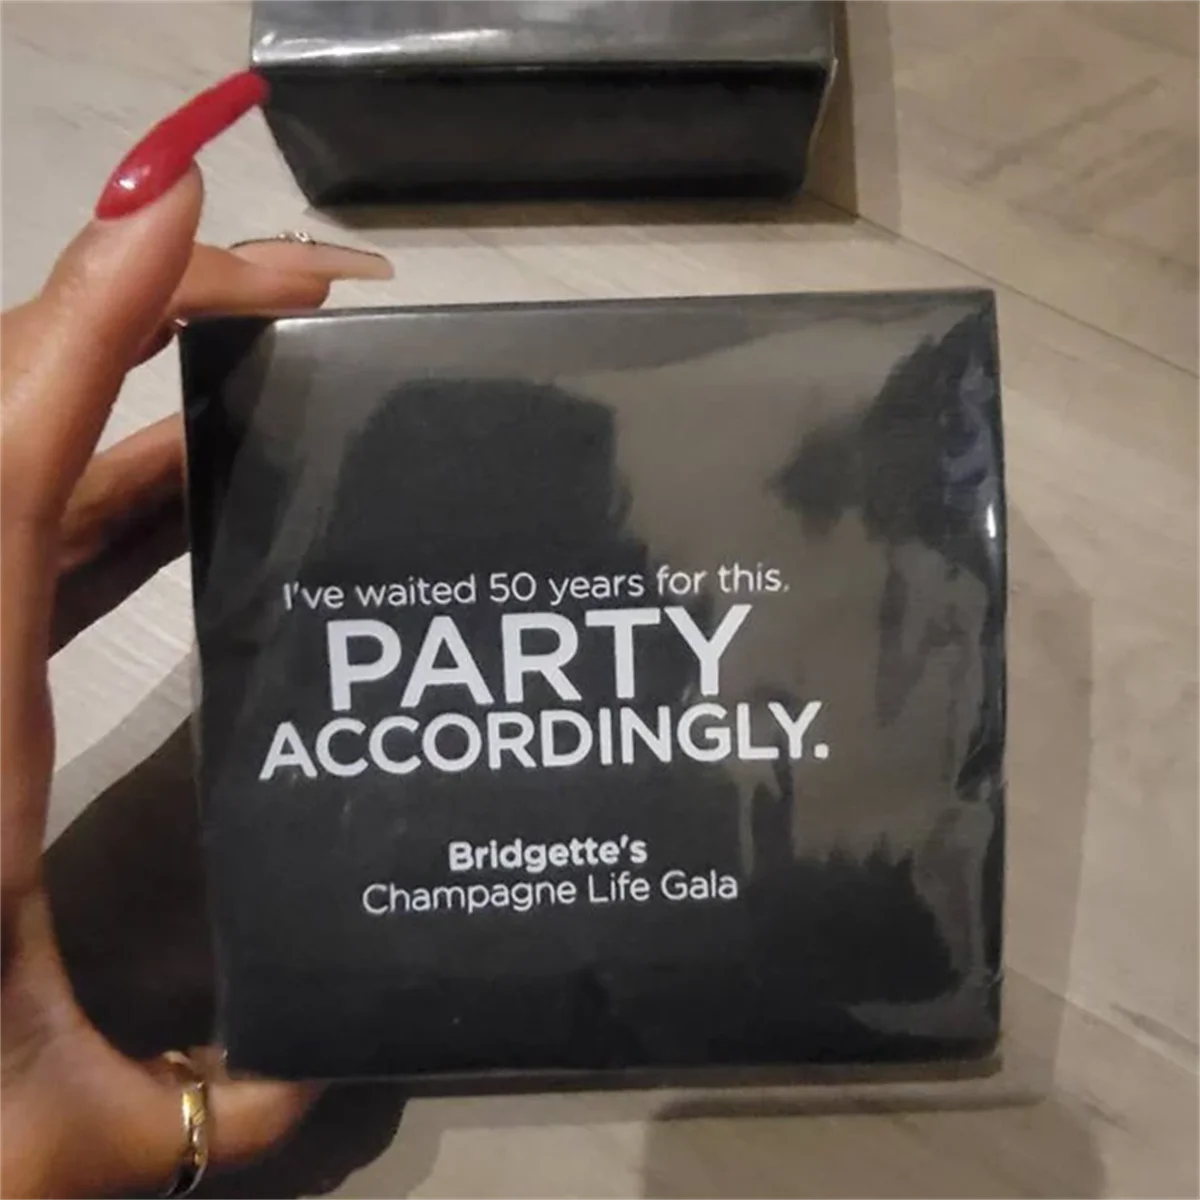 I've waited 50 years for this.
PARTY
ACCORDINGLY.
Bridgette's
Champagne Life Gala